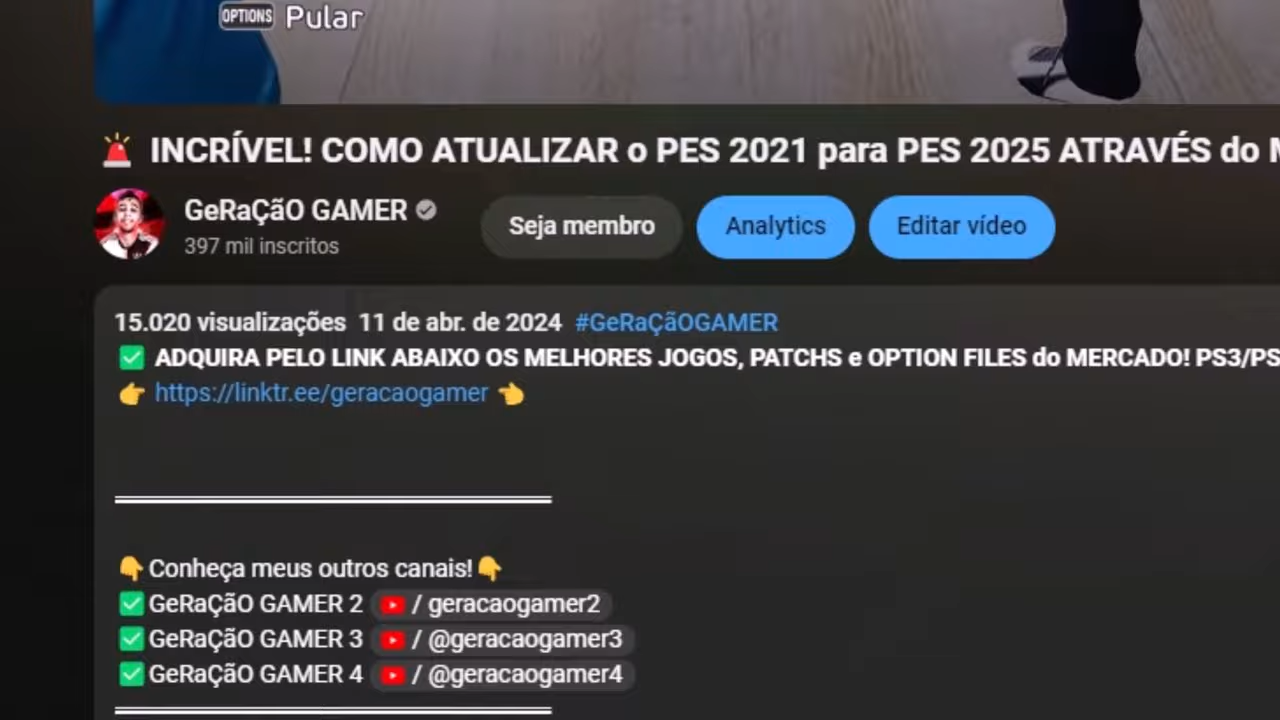 OPTIONS Pular
INCRÍVEL! COMO ATUALIZAR o PES 2021 para PES 2025 ATRAVÉS do
GeRaÇãO GAMER
397 mil inscritos
Seja membro
Analytics
Editar vídeo
15.020 visualizações 11 de abr. de 2024 #GeRaÇãOGAMER
ADQUIRA PELO LINK ABAIXO OS MELHORES JOGOS, PATCHS e OPTION FILES do MERCADO! PS3/PS
https://linktr.ee/geracaogamer
Conheça meus outros canais!
GeRaÇãO GAMER 2 / geracaogamer2
GeRaÇãO GAMER 3 / @geracaogamer3
GeRaÇãO GAMER 4 / @geracaogamer4